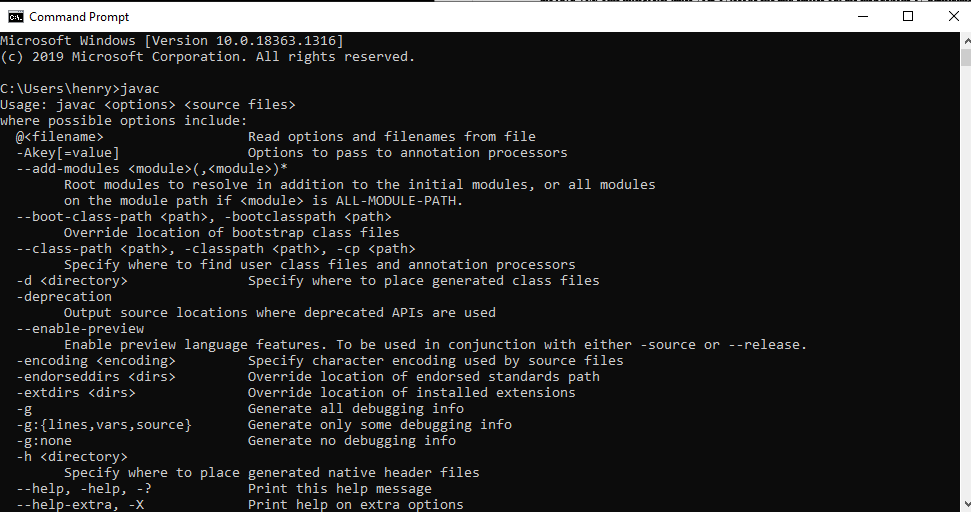 Command Prompt
Microsoft Windows [Version 10.0.18363.1316]
(c) 2019 Microsoft Corporation. All rights reserved.
C:\Users\henry>javac
Usage: javac <options> <source files>
where possible options include:
  @<filename>                  Read options and filenames from file
  -Akey[=value]                Options to pass to annotation processors
  --add-modules <module>(,<module>)*
        Root modules to resolve in addition to the initial modules, or all modules
        on the module path if <module> is ALL-MODULE-PATH.
  --boot-class-path <path>, -bootclasspath <path>
        Override location of bootstrap class files
  --class-path <path>, -classpath <path>, -cp <path>
        Specify where to find user class files and annotation processors
  -d <directory>               Specify where to place generated class files
  -deprecation
        Output source locations where deprecated APIs are used
  --enable-preview
        Enable preview language features. To be used in conjunction with either -source or --release.
  -encoding <encoding>         Specify character encoding used by source files
  -endorseddirs <dirs>         Override location of endorsed standards path
  -extdirs <dirs>              Override location of installed extensions
  -g                           Generate all debugging info
  -g:{lines,vars,source}       Generate only some debugging info
  -g:none                      Generate no debugging info
  -h <directory>
        Specify where to place generated native header files
  --help, -help, -?            Print this help message
  --help-extra, -X             Print help on extra options